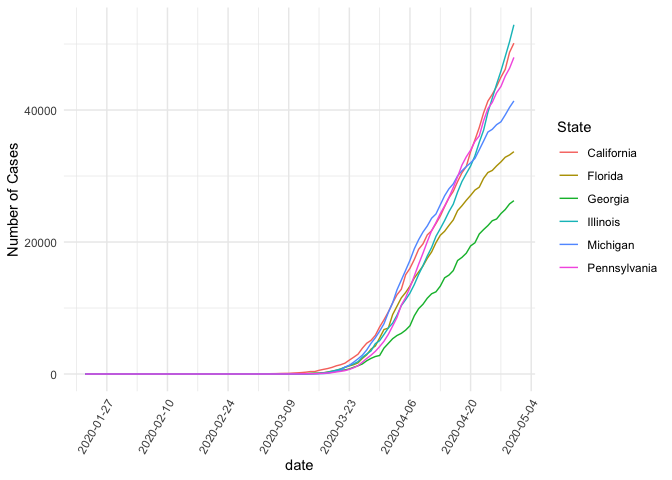 Number of Cases
40000
20000
0
2020-01-27
2020-02-10
2020-02-24
2020-03-09
2020-03-23
2020-04-06
2020-04-20
2020-05-04
date
State
California
Florida
Georgia
Illinois
Michigan
Pennsylvania